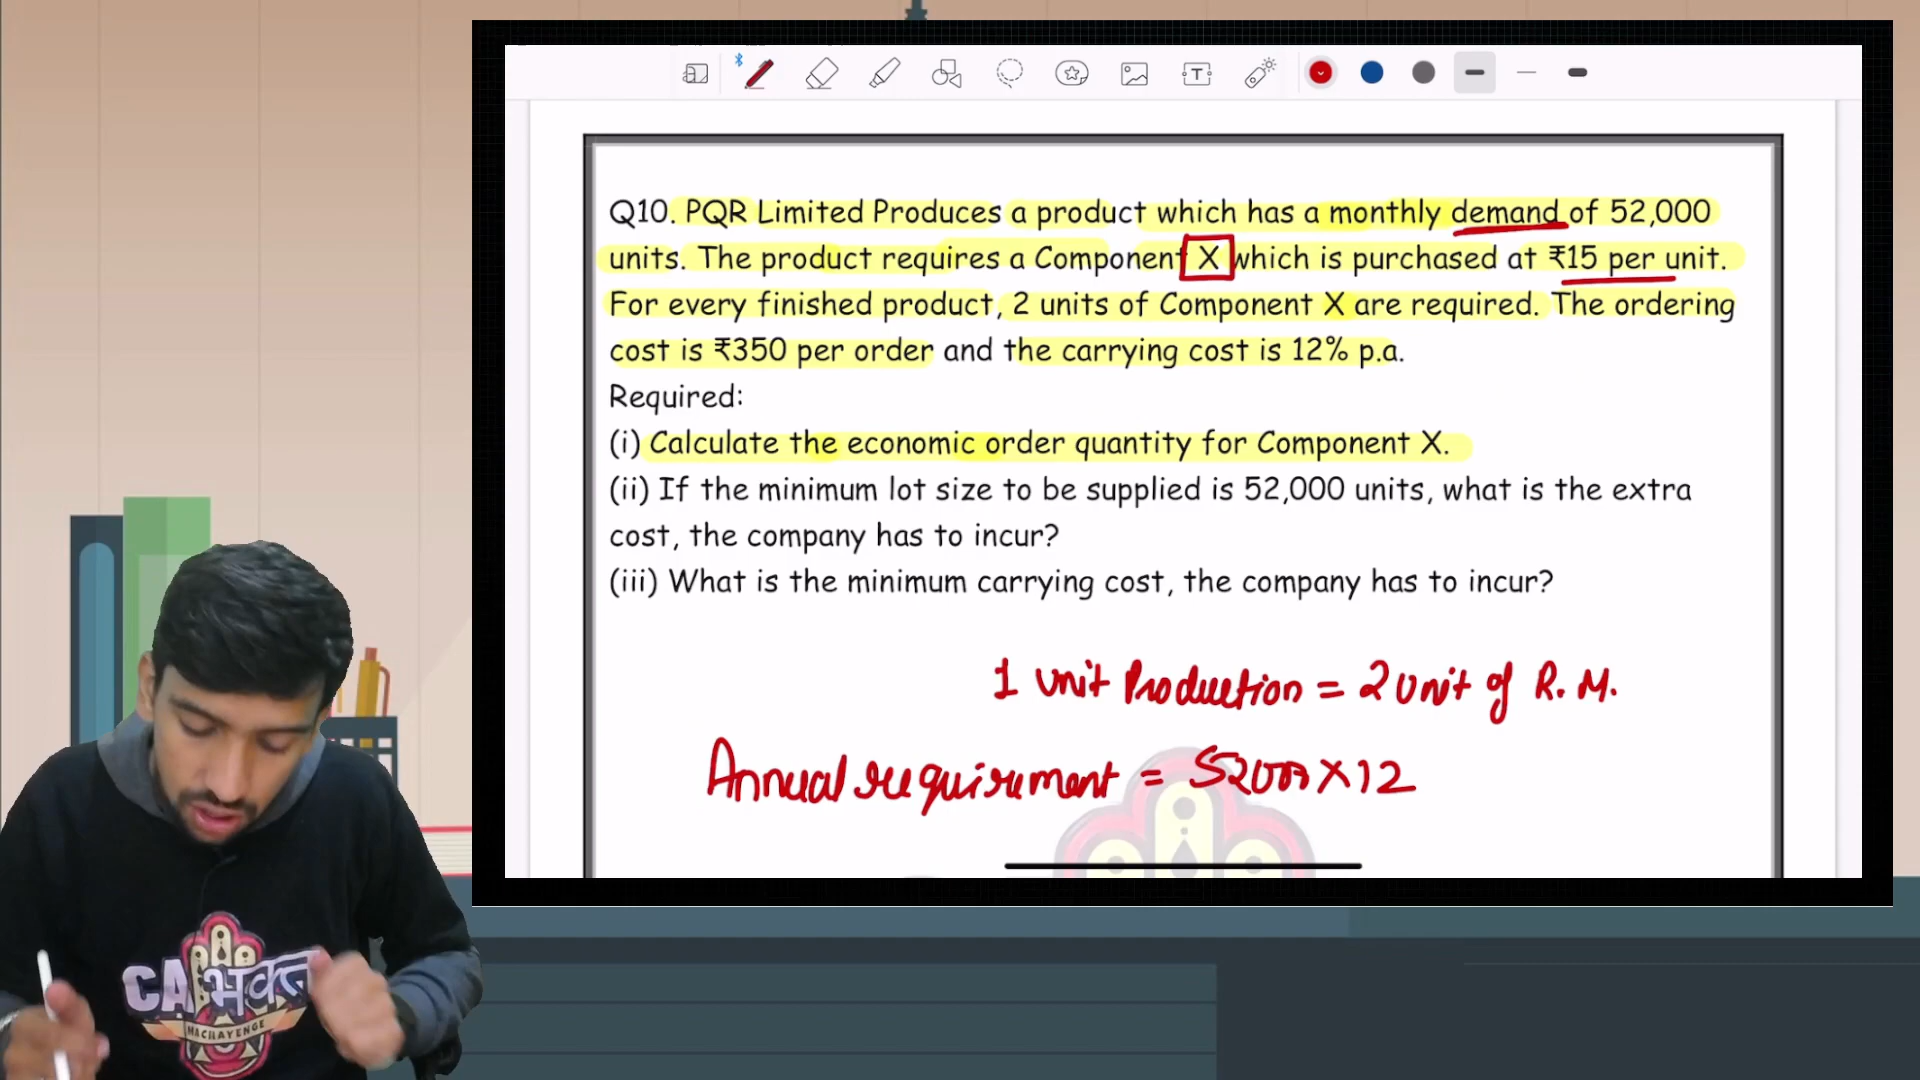 Q10. PQR Limited Produces a product which has a monthly demand of 52,000
units. The product requires a Component X which is purchased at ₹15 per unit.
For every finished product, 2 units of Component X are required. The ordering
cost is ₹350 per order and the carrying cost is 12% p.a.
Required:
(i) Calculate the economic order quantity for Component X.
(ii) If the minimum lot size to be supplied is 52,000 units, what is the extra
cost, the company has to incur?
(iii) What is the minimum carrying cost, the company has to incur?
1 unit Production = 2 unit of R.M.
Annual requirement = 52000 X 12
CA भक्त
MACHAYENGE